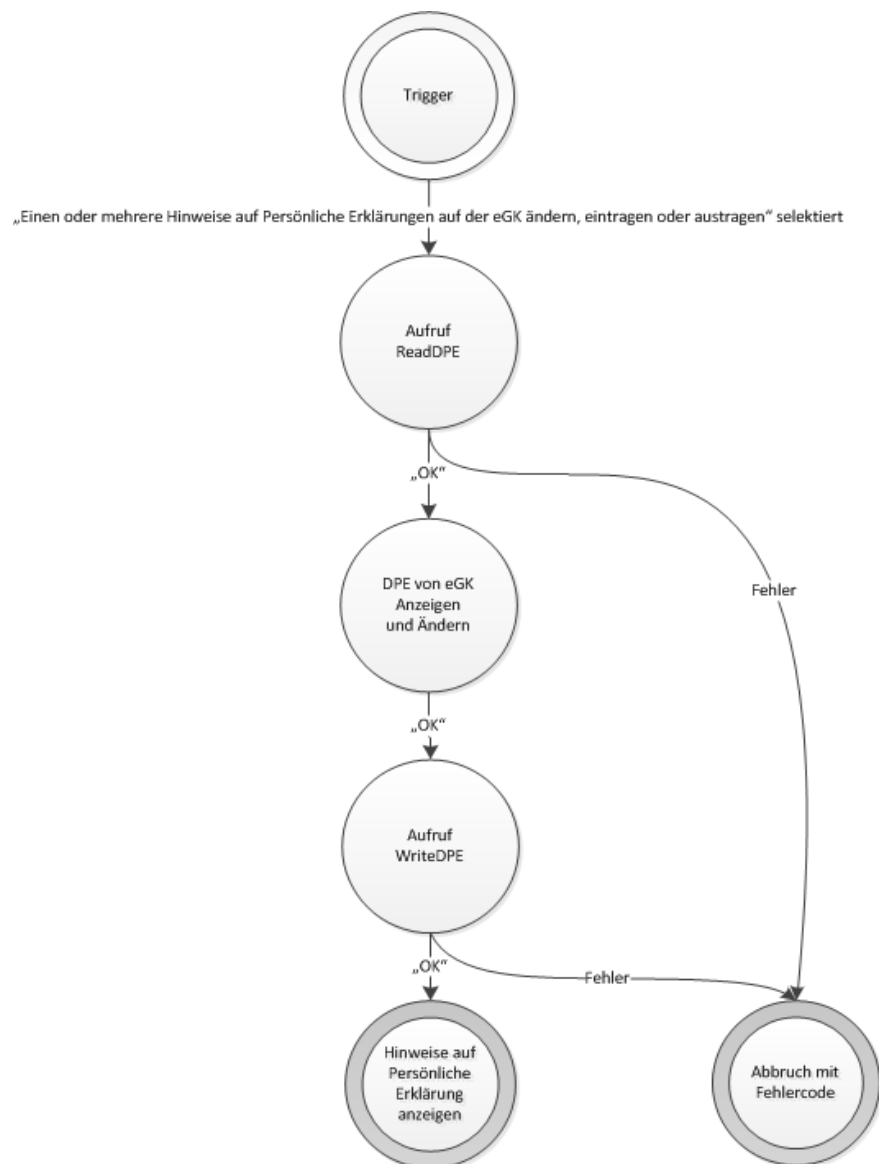 Trigger
„Einen oder mehrere Hinweise auf Persönliche Erklärungen auf der eGK ändern, eintragen oder austragen“ selektiert
Aufruf
ReadDPE
„OK“
DPE von eGK
Anzeigen
und Ändern
Fehler
„OK“
Aufruf
WriteDPE
„OK“
Fehler
Hinweise auf
Persönliche
Erklärung
anzeigen
Abbruch mit
Fehlercode